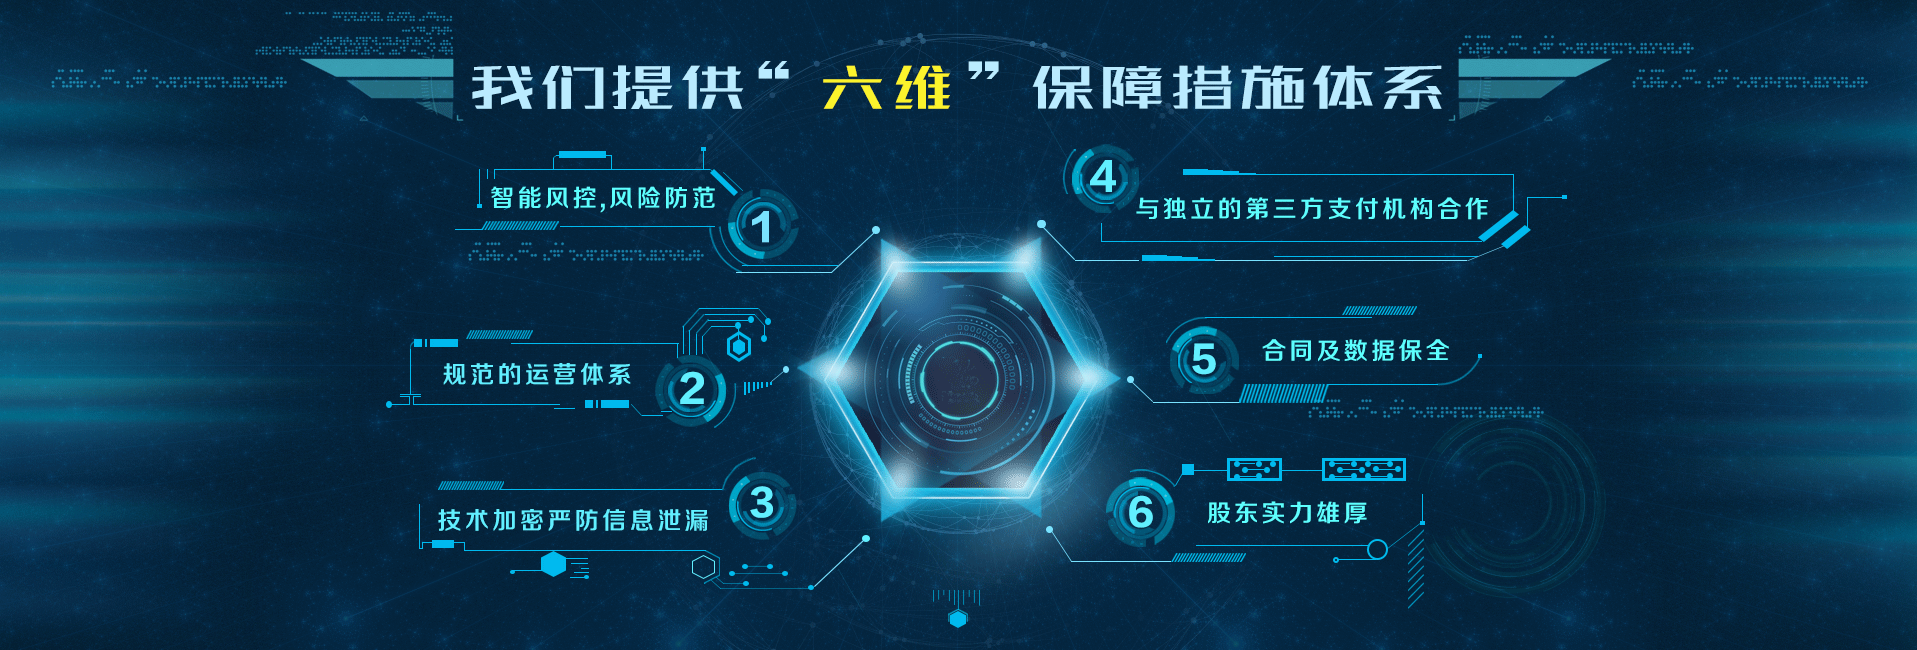 我们提供“六维”保障措施体系
智能风控,风险防范
1
规范的运营体系
2
技术加密严防信息泄漏
3
4
与独立的第三方支付机构合作
5
合同及数据保全
6
股东实力雄厚